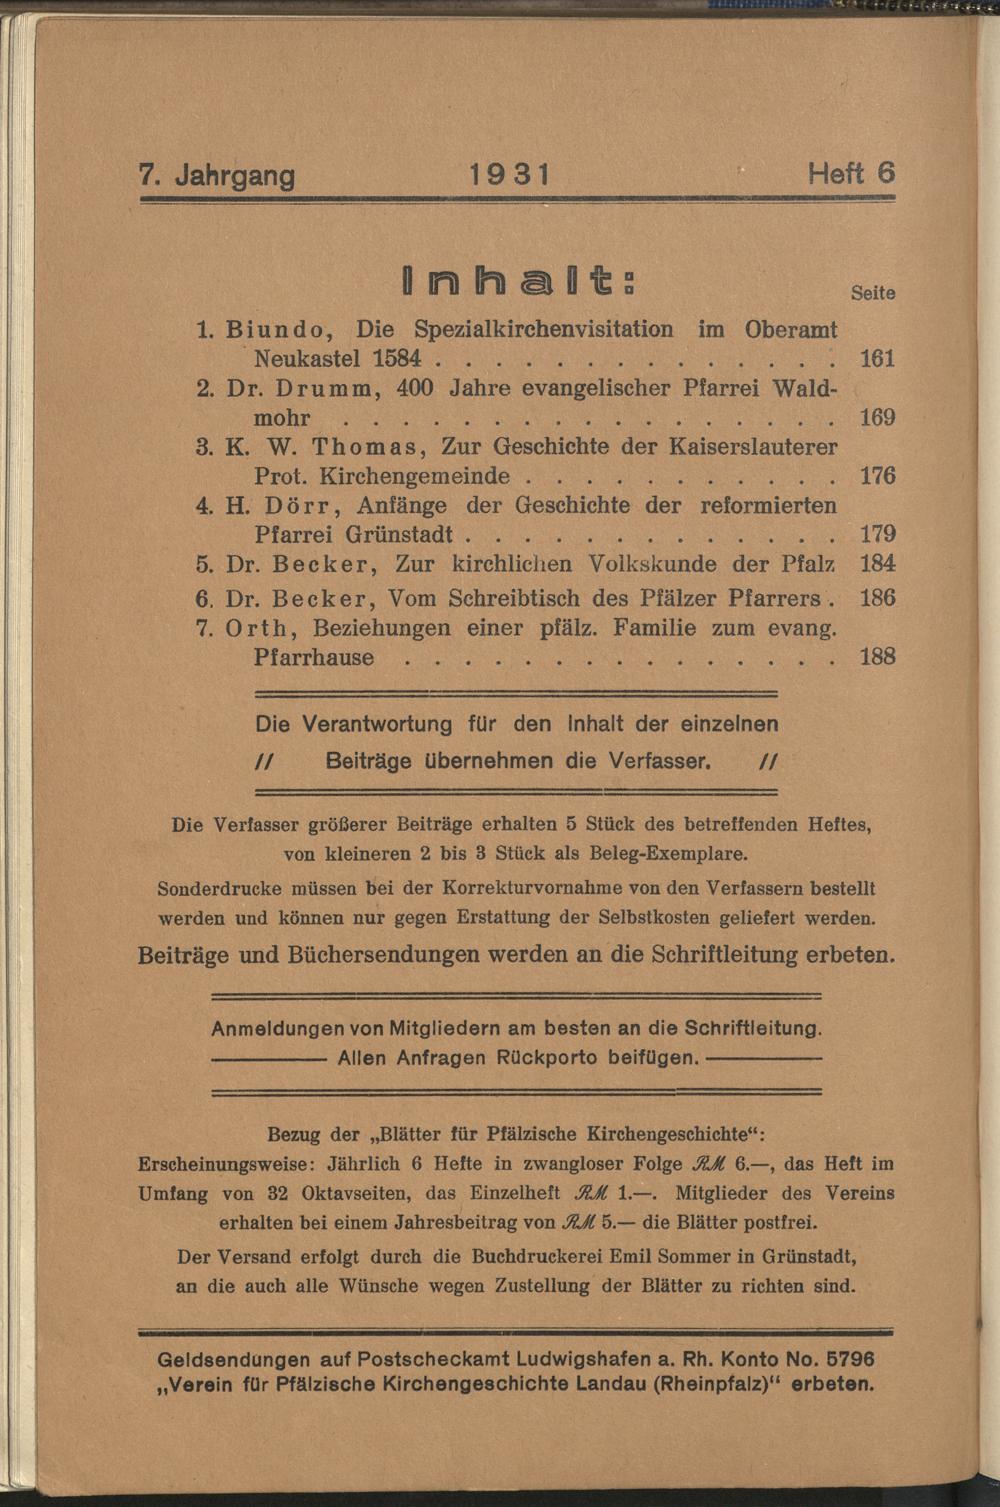 7. Jahrgang 1931 Heft 6
Inhalt:
Seite
1. Biundo, Die Spezialkirchenvisitation im Oberamt
Neukastel 1584 . . . . . . . . . . . . . . 161
2. Dr. Drumm, 400 Jahre evangelischer Pfarrei Wald-
mohr . . . . . . . . . . . . . . . . . 169
3. K. W. Thomas, Zur Geschichte der Kaiserslauterer
Prot. Kirchengemeinde . . . . . . . . . . . 176
4. H. Dörr, Anfänge der Geschichte der reformierten
Pfarrei Grünstadt . . . . . . . . . . . . . 179
5. Dr. Becker, Zur kirchlichen Volkskunde der Pfalz 184
6. Dr. Becker, Vom Schreibtisch des Pfälzer Pfarrers . 186
7. Orth, Beziehungen einer pfälz. Familie zum evang.
Pfarrhause . . . . . . . . . . . . . . . 188
Die Verantwortung für den Inhalt der einzelnen
// Beiträge übernehmen die Verfasser. //
Die Verfasser größerer Beiträge erhalten 5 Stück des betreffenden Heftes,
von kleineren 2 bis 3 Stück als Beleg-Exemplare.
Sonderdrucke müssen bei der Korrekturvornahme von den Verfassern bestellt
werden und können nur gegen Erstattung der Selbstkosten geliefert werden.
Beiträge und Büchersendungen werden an die Schriftleitung erbeten.
Anmeldungen von Mitgliedern am besten an die Schriftleitung.
Allen Anfragen Rückporto beifügen.
Bezug der „Blätter für Pfälzische Kirchengeschichte“:
Erscheinungsweise: Jährlich 6 Hefte in zwangloser Folge RM 6.—, das Heft im
Umfang von 32 Oktavseiten, das Einzelheft RM 1.—. Mitglieder des Vereins
erhalten bei einem Jahresbeitrag von RM 5.— die Blätter postfrei.
Der Versand erfolgt durch die Buchdruckerei Emil Sommer in Grünstadt,
an die auch alle Wünsche wegen Zustellung der Blätter zu richten sind.
Geldsendungen auf Postscheckamt Ludwigshafen a. Rh. Konto No. 5796
„Verein für Pfälzische Kirchengeschichte Landau (Rheinpfalz)“ erbeten.